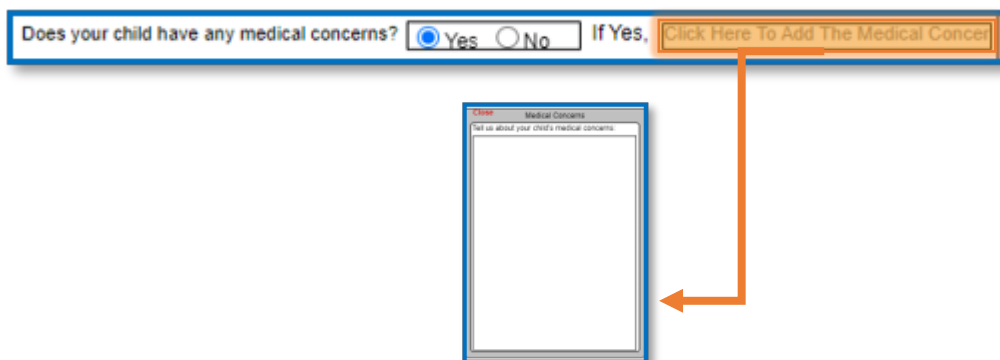 Does your child have any medical concerns? Yes No If Yes, Click Here To Add The Medical Concer
Close Medical Concerns
Tell us about your child's medical concerns